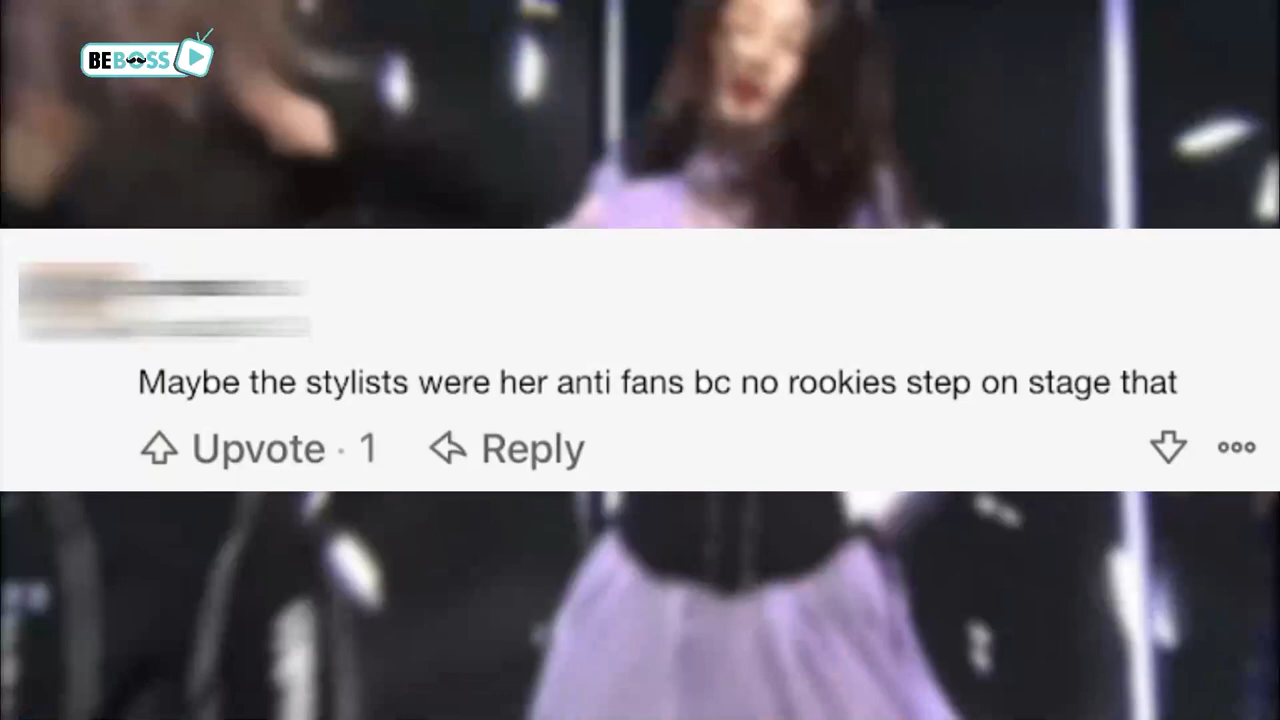 BEBOSS
Maybe the stylists were her anti fans bc no rookies step on stage that
Upvote · 1 Reply